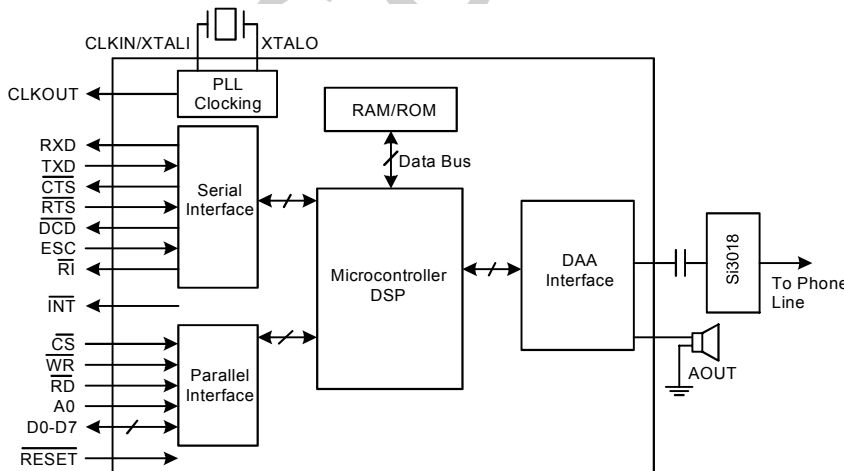 CLKIN/XTALI
XTALO
PLL
Clocking
CLKOUT
RAM/ROM
Data Bus
RXD
TXD
CTS
RTS
DCD
ESC
RI
Serial
Interface
INT
Microcontroller
DSP
DAA
Interface
Si3018
To Phone
Line
AOUT
CS
WR
RD
A0
D0-D7
Parallel
Interface
RESET